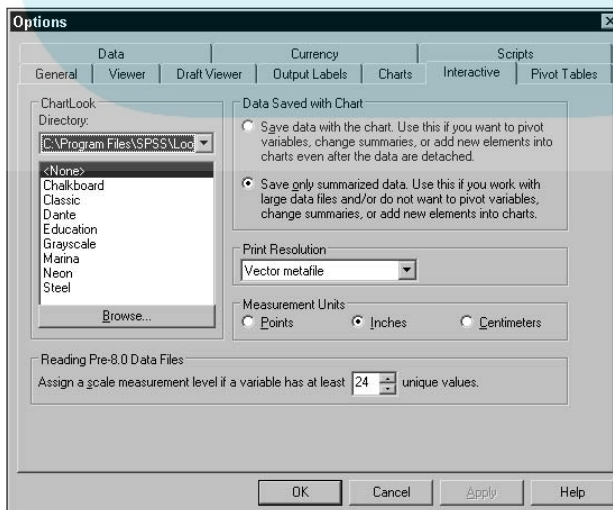 Options
Data Currency Scripts
General Viewer Draft Viewer Output Labels Charts Interactive Pivot Tables
ChartLook
Directory:
C:\Program Files\SPSS\Loo
<None>
Chalkboard
Classic
Dante
Education
Grayscale
Marina
Neon
Steel
Browse...
Data Saved with Chart
Save data with the chart. Use this if you want to pivot
variables, change summaries, or add new elements into
charts even after the data are detached.
Save only summarized data. Use this if you work with
large data files and/or do not want to pivot variables,
change summaries, or add new elements into charts.
Print Resolution
Vector metafile
Measurement Units
Points Inches Centimeters
Reading Pre-8.0 Data Files
Assign a scale measurement level if a variable has at least 24 unique values.
OK Cancel Apply Help